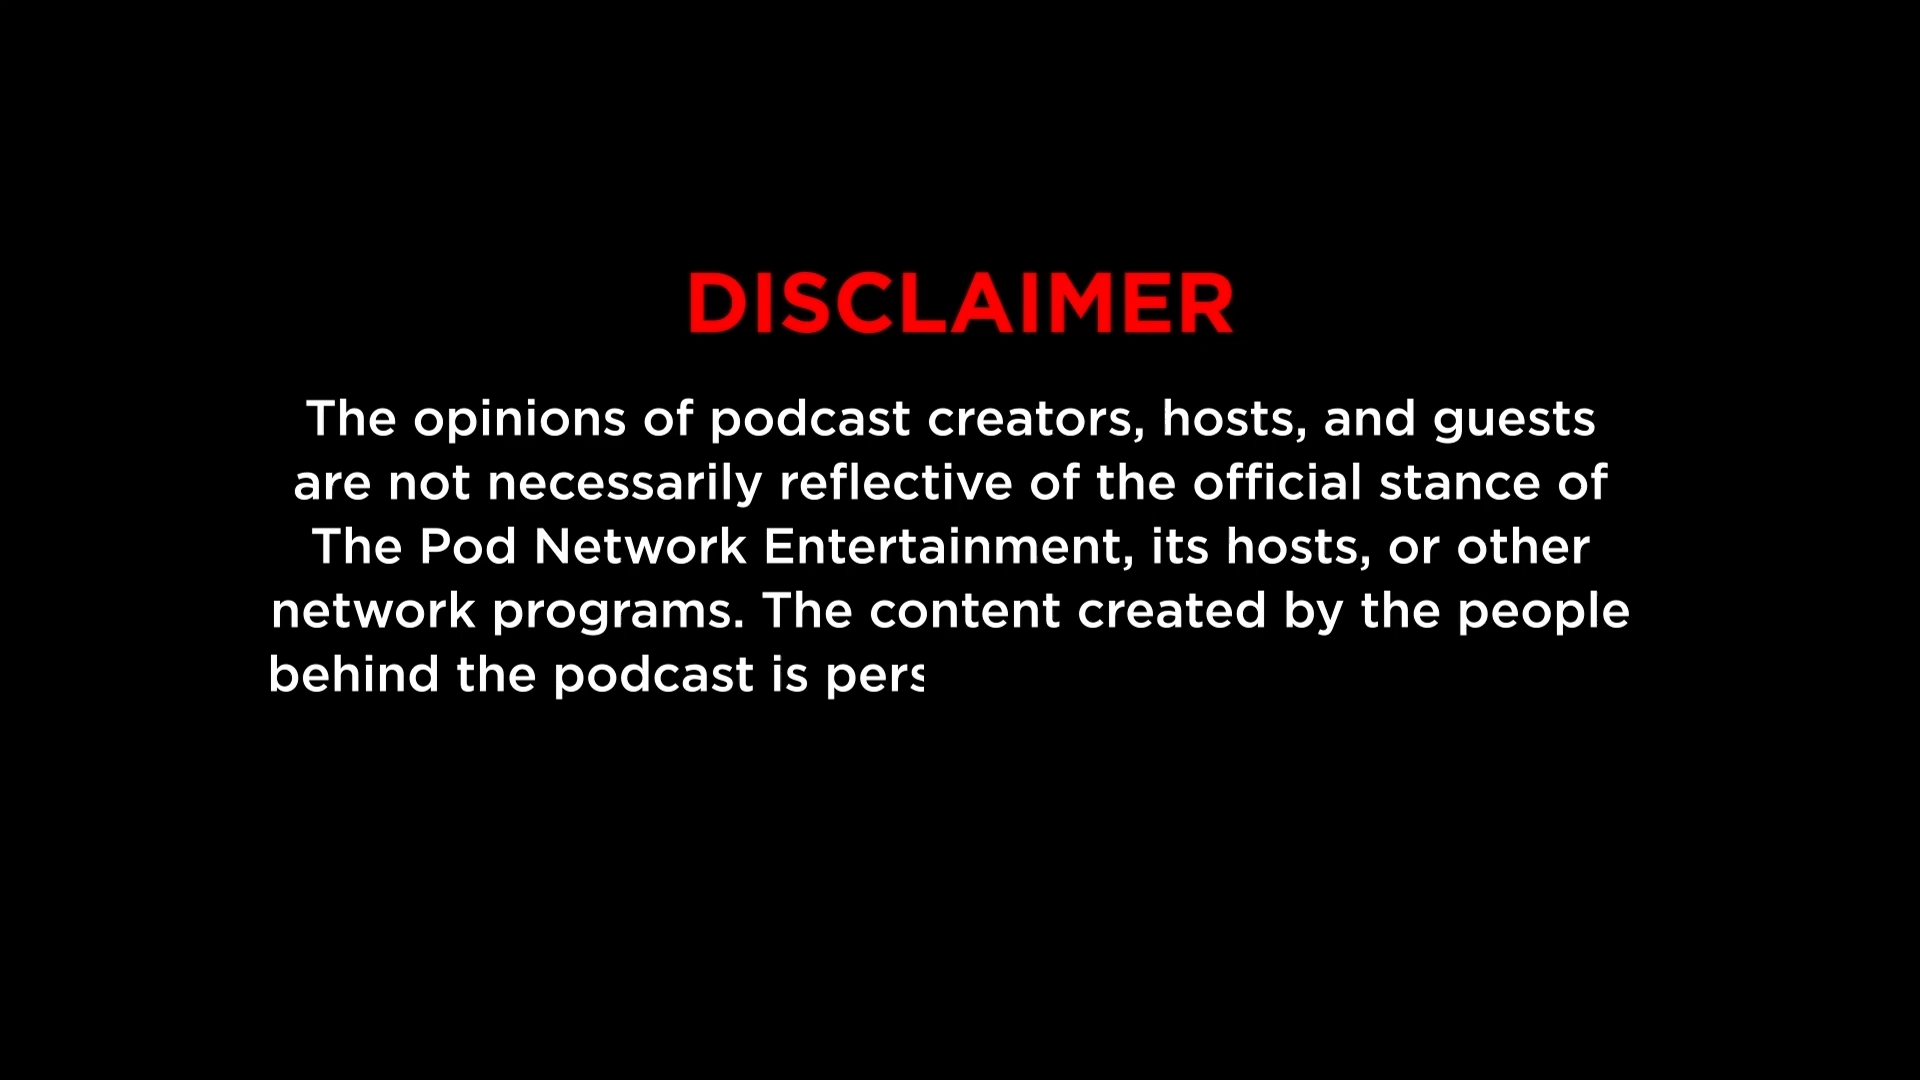 DISCLAIMER
The opinions of podcast creators, hosts, and guests
are not necessarily reflective of the official stance of
The Pod Network Entertainment, its hosts, or other
network programs. The content created by the people
behind the podcast is pers